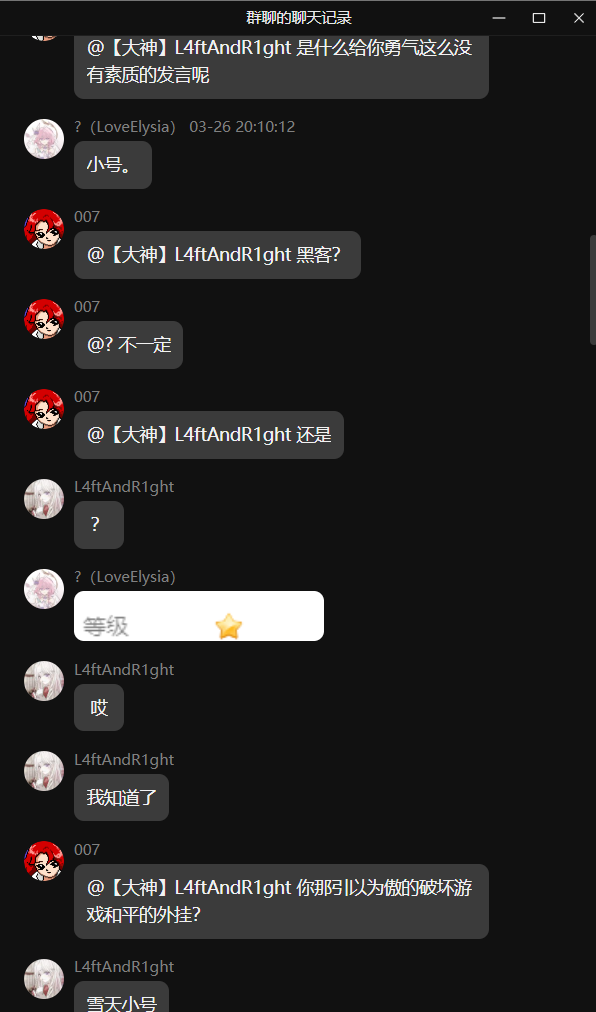 群聊的聊天记录
@【大神】L4ftAndR1ght 是什么给你勇气这么没
有素质的发言呢
？（LoveElysia） 03-26 20:10:12
小号。
007
@【大神】L4ftAndR1ght 黑客？
007
@? 不一定
007
@【大神】L4ftAndR1ght 还是
L4ftAndR1ght
？
？（LoveElysia）
等级
L4ftAndR1ght
哎
L4ftAndR1ght
我知道了
007
@【大神】L4ftAndR1ght 你那引以为傲的破坏游
戏和平的外挂？
L4ftAndR1ght
雪天小号